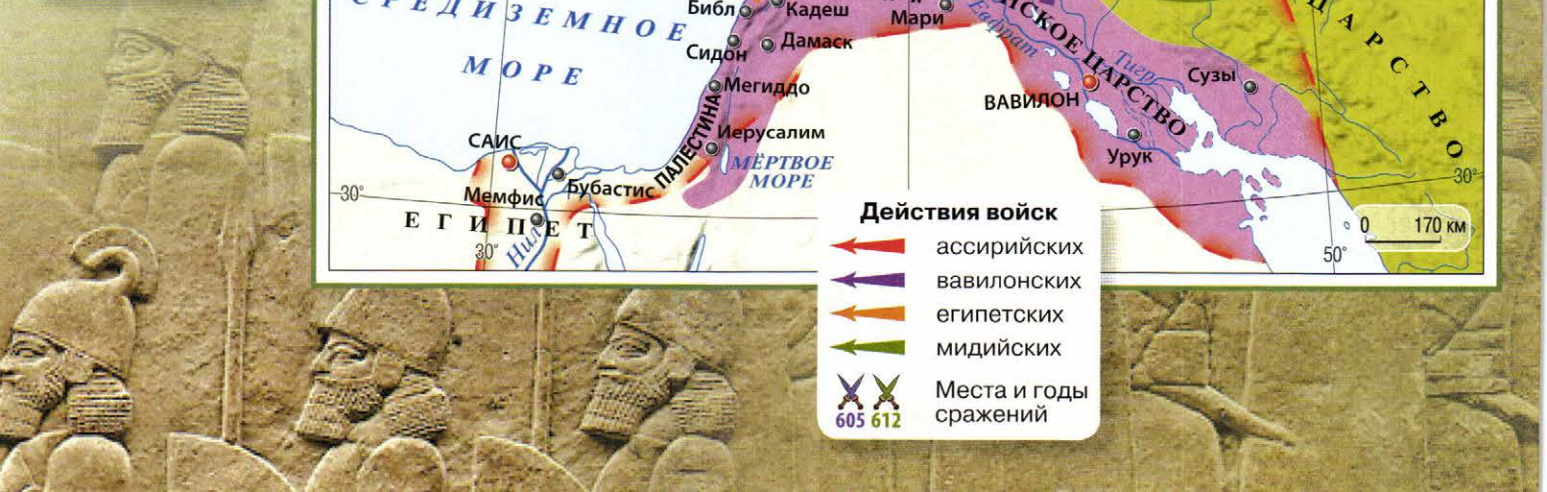 СРЕДИЗЕМНОЕ
МОРЕ
Библ
Кадеш
Мари
Сидон
Дамаск
Мегиддо
ПАЛЕСТИНА
Иерусалим
МЁРТВОЕ
МОРЕ
САИС
Мемфис
Бубастис
ЕГИПЕТ
Нил
30°
30°
Евфрат
СКОЕ ЦАРСТВО
Тигр
Сузы
ВАВИЛОН
Урук
ЦАРСТВО
30°
50°
0 170 км
Действия войск
ассирийских
вавилонских
египетских
мидийских
605 612
Места и годы
сражений